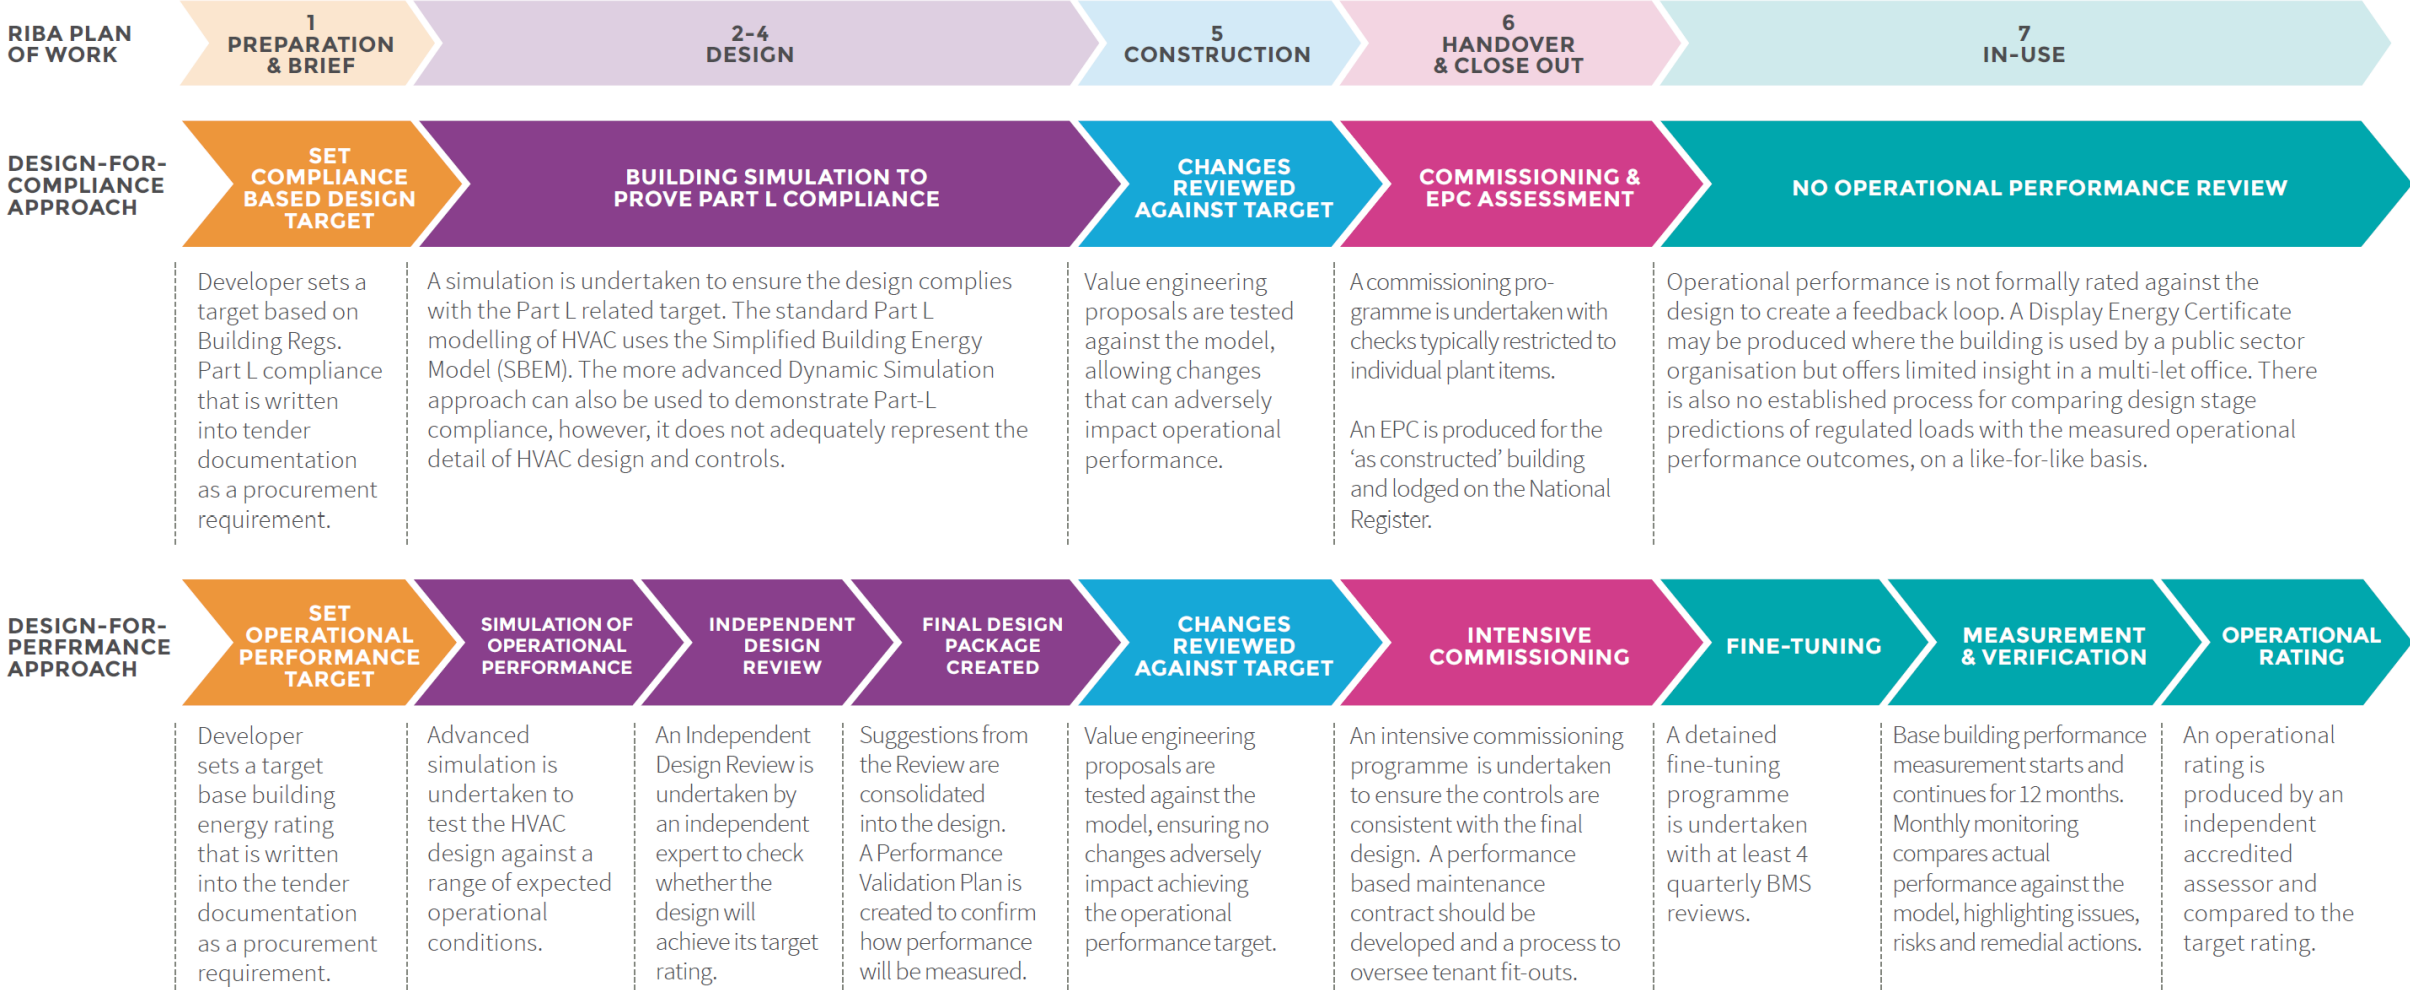 RIBA PLAN
OF WORK
1
PREPARATION
& BRIEF
2-4
DESIGN
5
CONSTRUCTION
6
HANDOVER
& CLOSE OUT
7
IN-USE
DESIGN-FOR-
COMPLIANCE
APPROACH
SET
COMPLIANCE
BASED DESIGN
TARGET
BUILDING SIMULATION TO
PROVE PART L COMPLIANCE
CHANGES
REVIEWED
AGAINST TARGET
COMMISSIONING &
EPC ASSESSMENT
NO OPERATIONAL PERFORMANCE REVIEW
Developer sets a
target based on
Building Regs.
Part L compliance
that is written
into tender
documentation
as a procurement
requirement.
A simulation is undertaken to ensure the design complies
with the Part L related target. The standard Part L
modelling of HVAC uses the Simplified Building Energy
Model (SBEM). The more advanced Dynamic Simulation
approach can also be used to demonstrate Part-L
compliance, however, it does not adequately represent the
detail of HVAC design and controls.
Value engineering
proposals are tested
against the model,
allowing changes
that can adversely
impact operational
performance.
A commissioning pro-
gramme is undertaken with
checks typically restricted to
individual plant items.
An EPC is produced for the
‘as constructed’ building
and lodged on the National
Register.
Operational performance is not formally rated against the
design to create a feedback loop. A Display Energy Certificate
may be produced where the building is used by a public sector
organisation but offers limited insight in a multi-let office. There
is also no established process for comparing design stage
predictions of regulated loads with the measured operational
performance outcomes, on a like-for-like basis.
DESIGN-FOR-
PERFRMANCE
APPROACH
SET
OPERATIONAL
PERFORMANCE
TARGET
SIMULATION OF
OPERATIONAL
PERFORMANCE
INDEPENDENT
DESIGN
REVIEW
FINAL DESIGN
PACKAGE
CREATED
CHANGES
REVIEWED
AGAINST TARGET
INTENSIVE
COMMISSIONING
FINE-TUNING
MEASUREMENT
& VERIFICATION
OPERATIONAL
RATING
Developer
sets a target
base building
energy rating
that is written
into the tender
documentation
as a procurement
requirement.
Advanced
simulation is
undertaken to
test the HVAC
design against a
range of expected
operational
conditions.
An Independent
Design Review is
undertaken by
an independent
expert to check
whether the
design will
achieve its target
rating.
Suggestions from
the Review are
consolidated
into the design.
A Performance
Validation Plan is
created to confirm
how performance
will be measured.
Value engineering
proposals are
tested against the
model, ensuring no
changes adversely
impact achieving
the operational
performance target.
An intensive commissioning
programme is undertaken
to ensure the controls are
consistent with the final
design. A performance
based maintenance
contract should be
developed and a process to
oversee tenant fit-outs.
A detained
fine-tuning
programme
is undertaken
with at least 4
quarterly BMS
reviews.
Base building performance
measurement starts and
continues for 12 months.
Monthly monitoring
compares actual
performance against the
model, highlighting issues,
risks and remedial actions.
An operational
rating is
produced by an
independent
accredited
assessor and
compared to the
target rating.